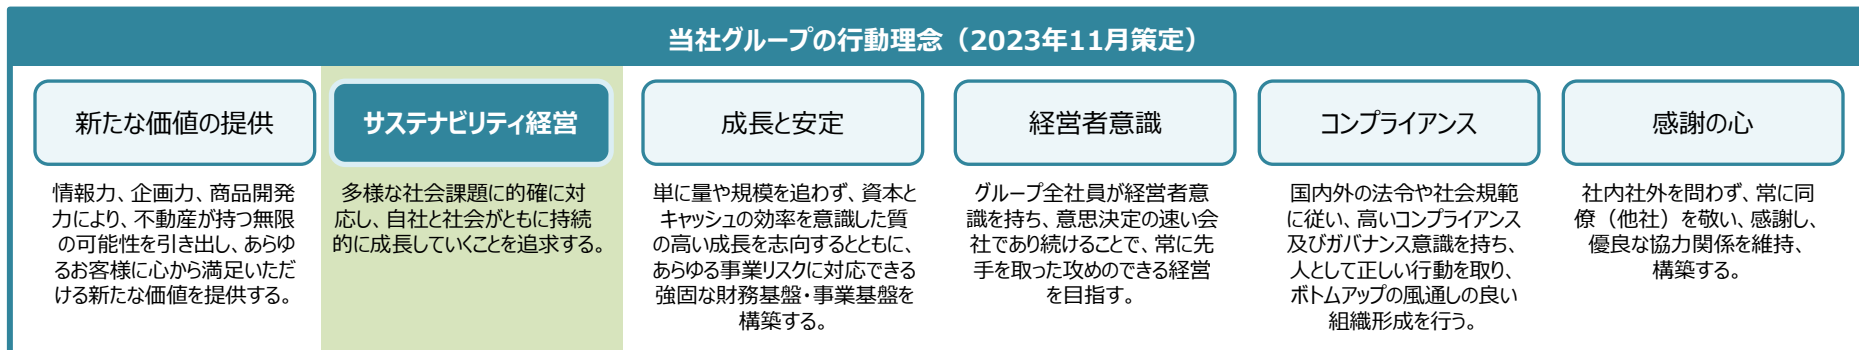 当社グループの行動理念（2023年11月策定）
新たな価値の提供
情報力、企画力、商品開発
力により、不動産が持つ無限
の可能性を引き出し、あらゆ
るお客様に心から満足いただ
ける新たな価値を提供する。
サステナビリティ経営
多様な社会課題に的確に対
応し、自社と社会がともに持続
的に成長していくことを追求する。
成長と安定
単に量や規模を追わず、資本と
キャッシュの効率を意識した質
の高い成長を志向するとともに、
あらゆる事業リスクに対応できる
強固な財務基盤・事業基盤を
構築する。
経営者意識
グループ全社員が経営者意
識を持ち、意思決定の速い会
社であり続けることで、常に先
手を取った攻めのできる経営
を目指す。
コンプライアンス
国内外の法令や社会規範
に従い、高いコンプライアンス
及びガバナンス意識を持ち、
人として正しい行動を取り、
ボトムアップの風通しの良い
組織形成を行う。
感謝の心
社内社外を問わず、常に同
僚（他社）を敬い、感謝し、
優良な協力関係を維持、
構築する。